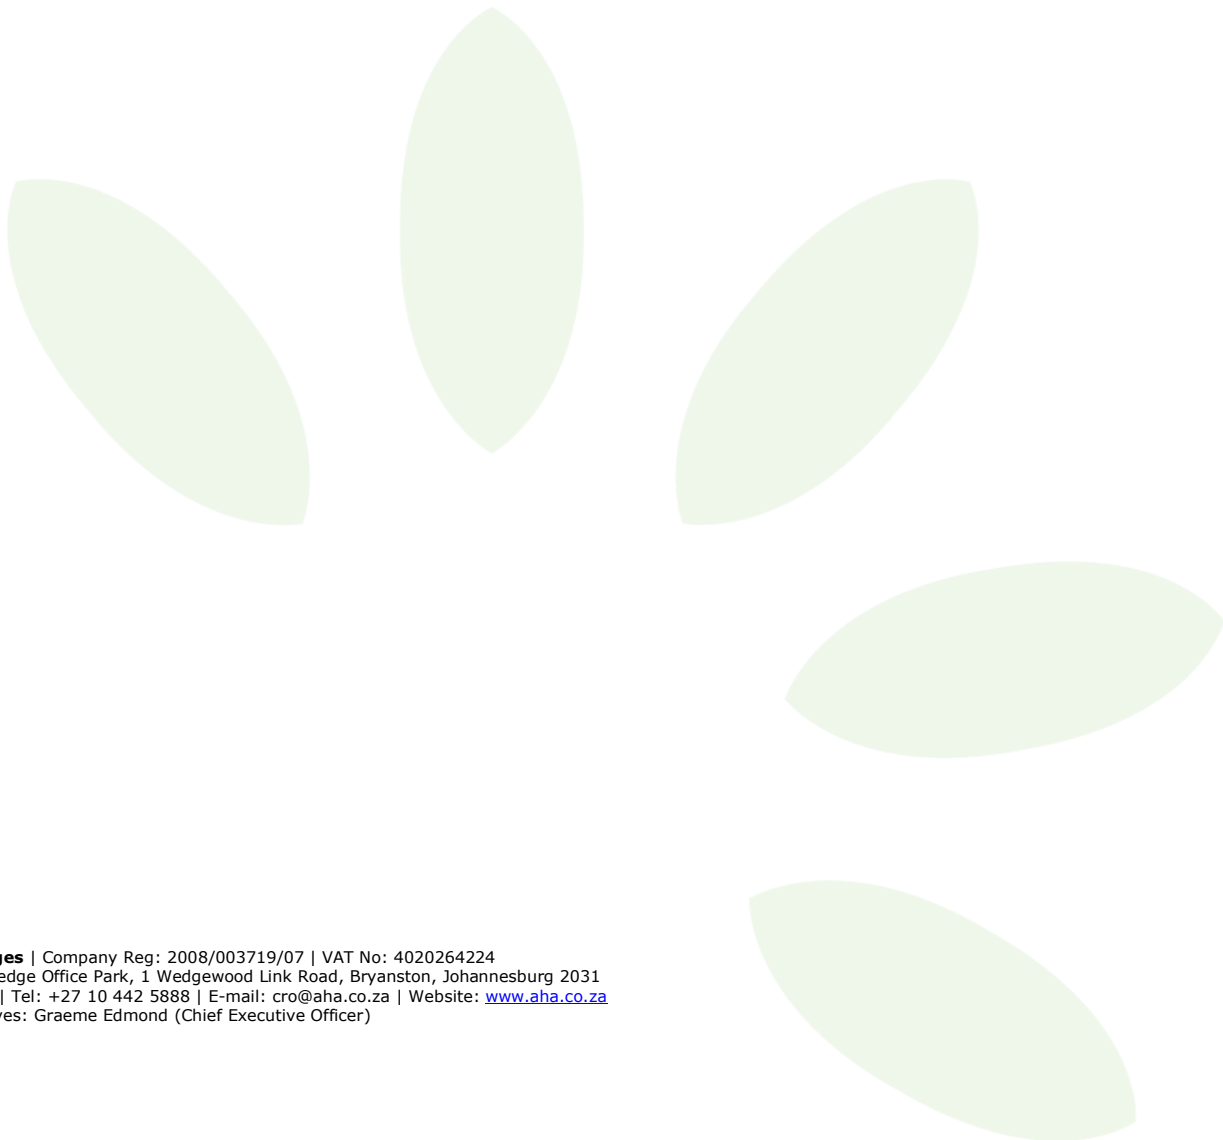 ges | Company Reg: 2008/003719/07 | VAT No: 4020264224
edge Office Park, 1 Wedgewood Link Road, Bryanston, Johannesburg 2031
| Tel: +27 10 442 5888 | E-mail: cro@aha.co.za | Website: www.aha.co.za
ves: Graeme Edmond (Chief Executive Officer)